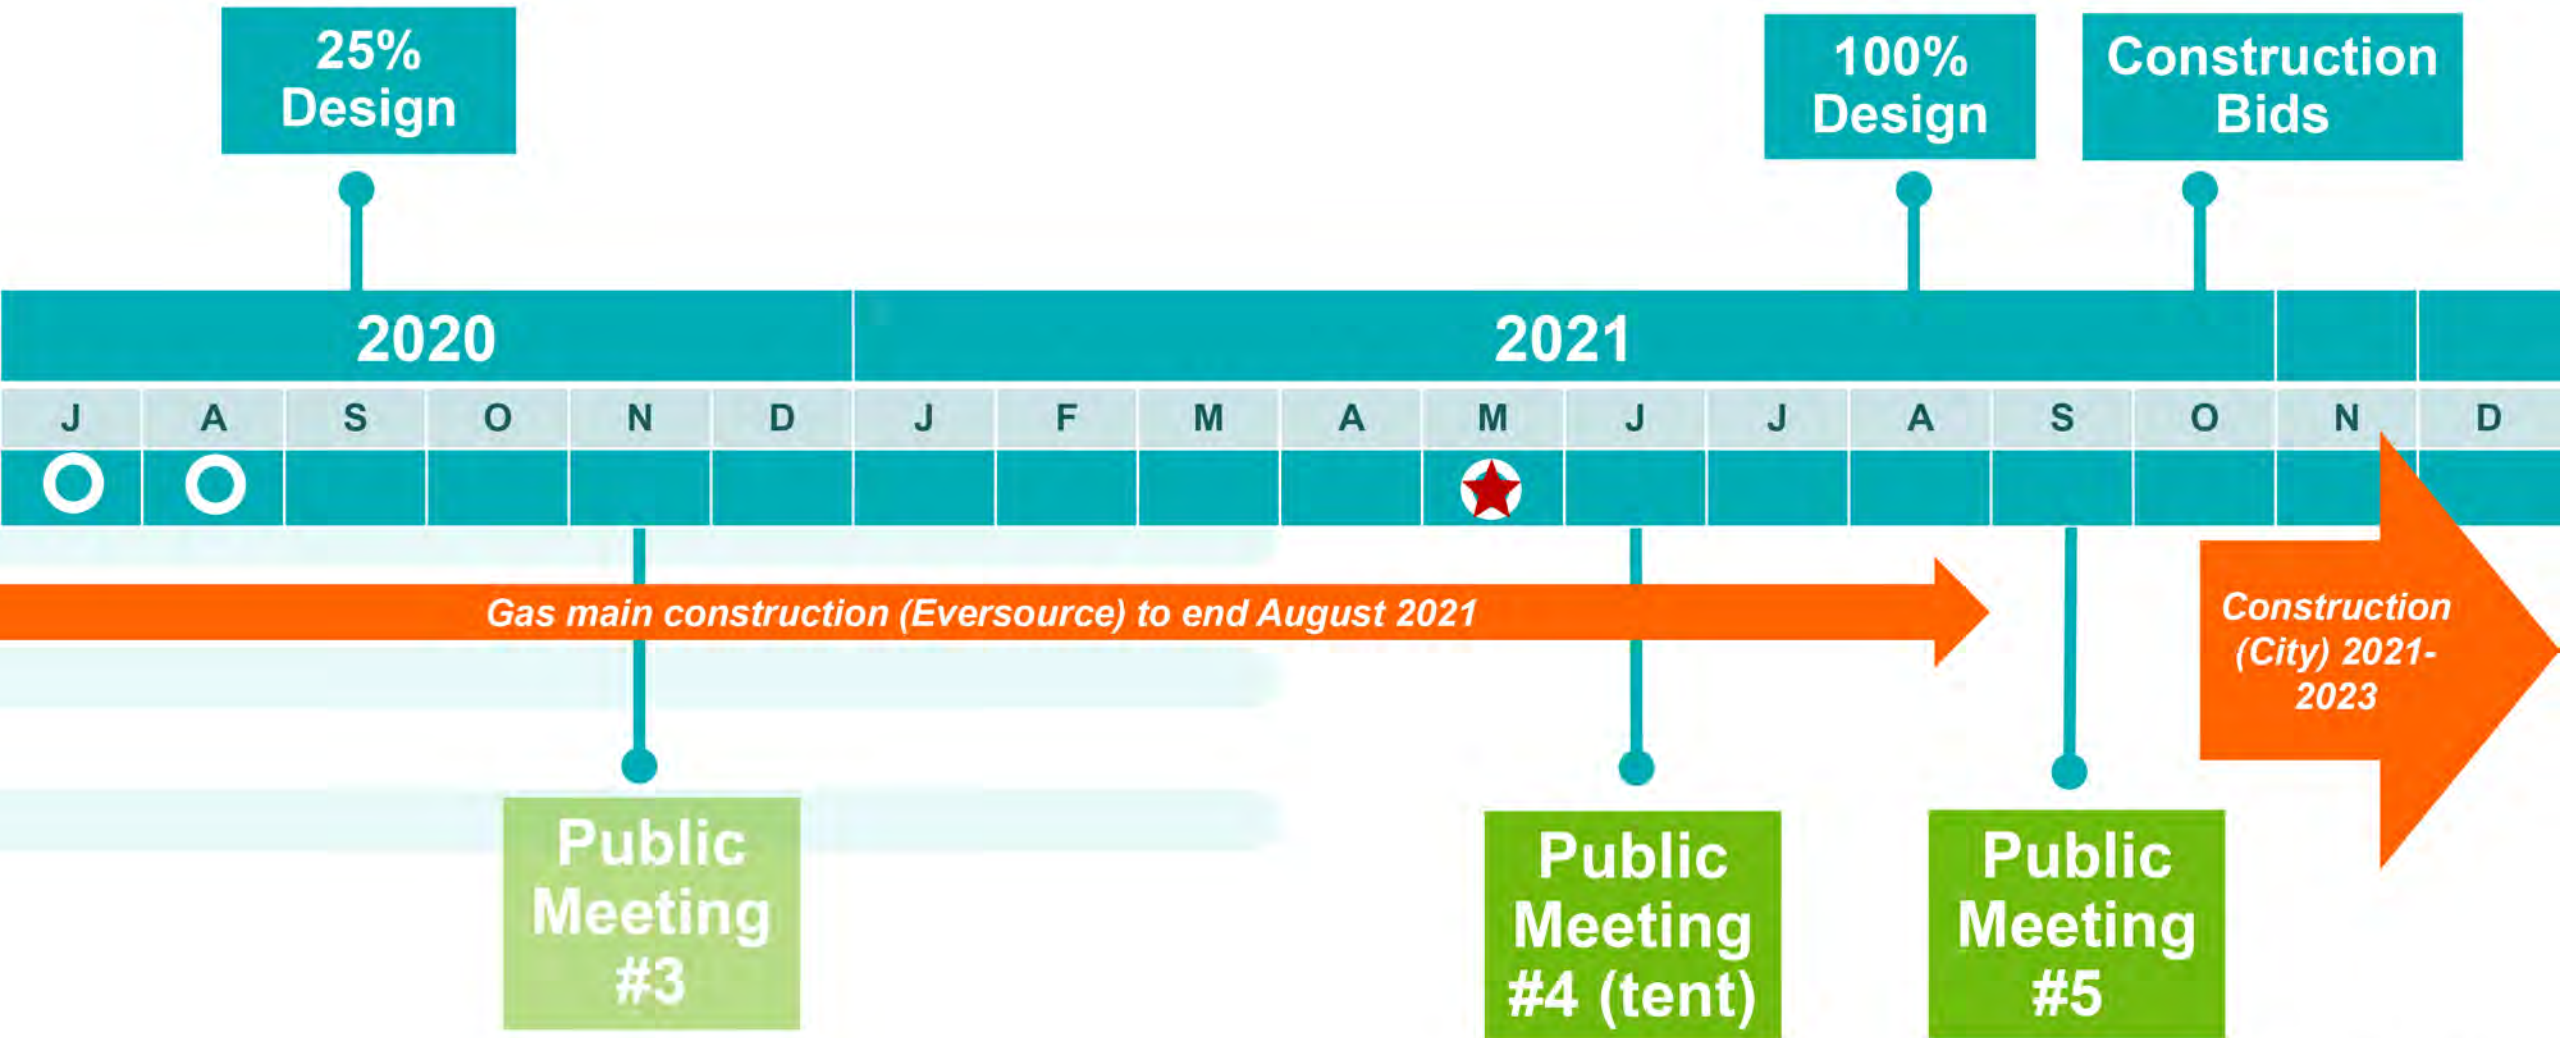 25%
Design
100%
Design
Construction
Bids
2020
2021
J A S O N D J F M A M J J A S O N D
Gas main construction (Eversource) to end August 2021
Construction
(City) 2021-
2023
Public
Meeting
#3
Public
Meeting
#4 (tent)
Public
Meeting
#5